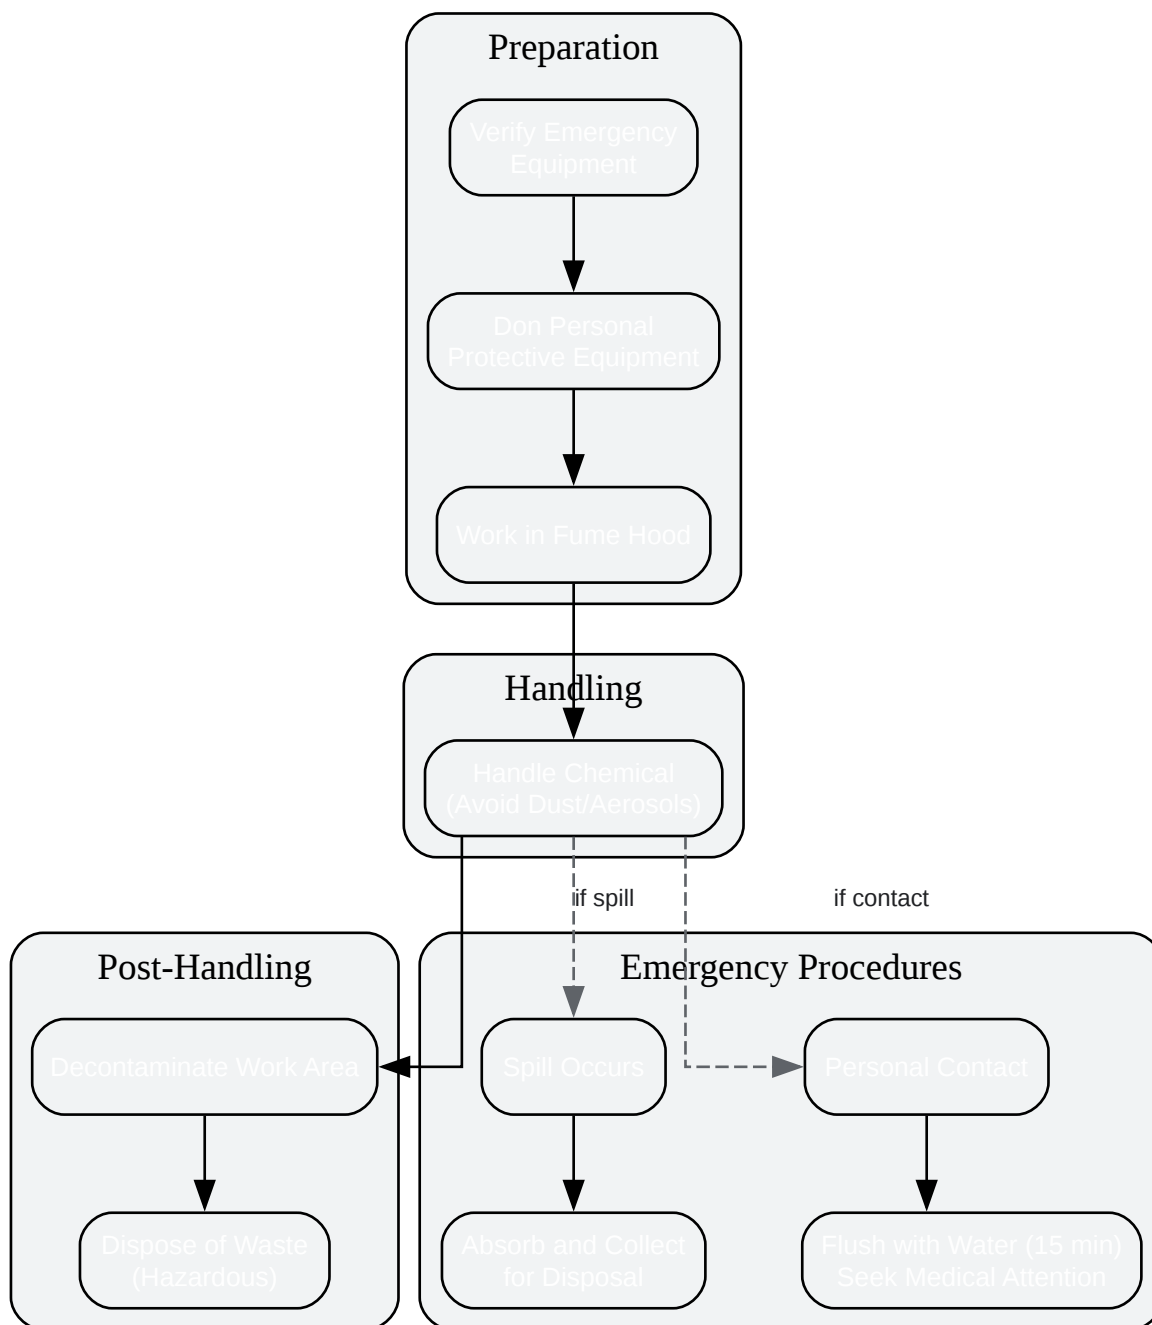 Preparation
Verify Emergency
Equipment
Don Personal
Protective Equipment
Work in Fume Hood
Handling
Handle Chemical
(Avoid Dust/Aerosols)
if spill
if contact
Post-Handling
Decontaminate Work Area
Dispose of Waste
(Hazardous)
Emergency Procedures
Spill Occurs
Absorb and Collect
for Disposal
Personal Contact
Flush with Water (15 min)
Seek Medical Attention